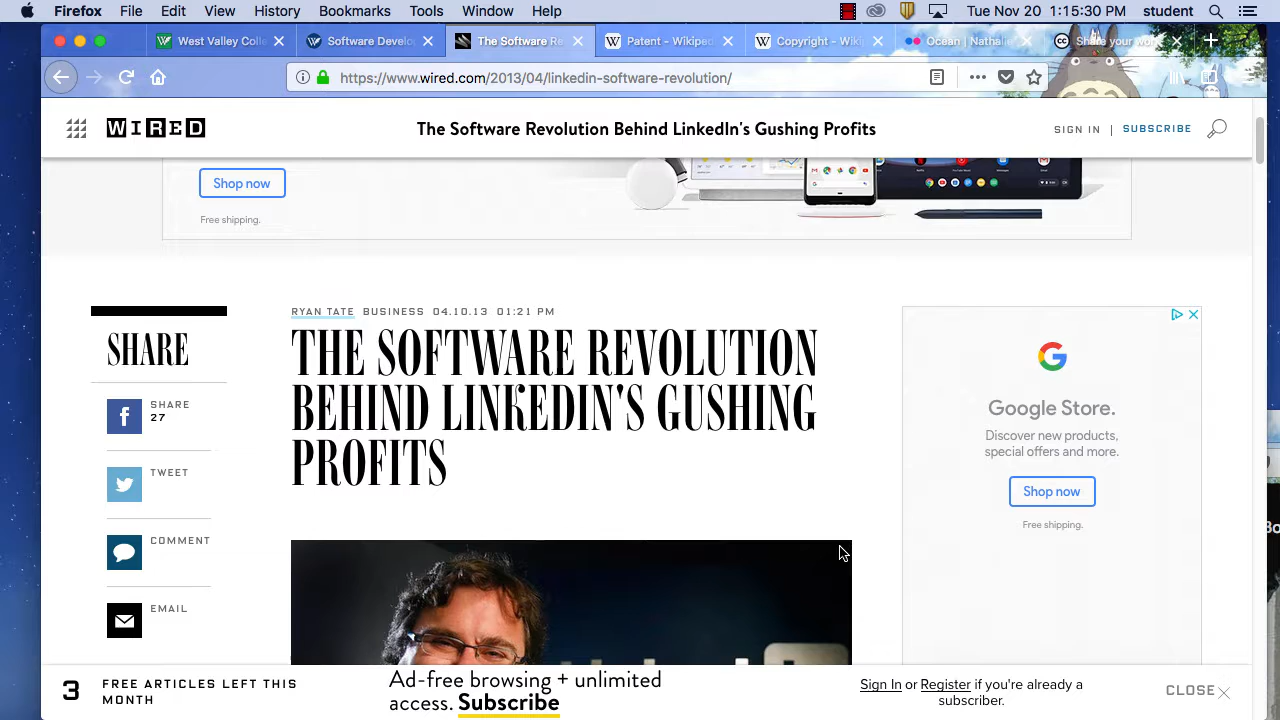 Firefox File Edit View History Bookmarks Tools Window Help Tue Nov 20 1:15:30 PM student
West Valley Colle Software Develo The Software Re Patent - Wikiped Copyright - Wiki Ocean | Nathalie Share your wor
https://www.wired.com/2013/04/linkedin-software-revolution/
WIRED
The Software Revolution Behind LinkedIn's Gushing Profits
SIGN IN | SUBSCRIBE
Shop now
Free shipping.
SHARE
SHARE
27
TWEET
COMMENT
EMAIL
RYAN TATE BUSINESS 04.10.13 01:21 PM
THE SOFTWARE REVOLUTION
BEHIND LINKEDIN'S GUSHING
PROFITS
Google Store.
Discover new products,
special offers and more.
Shop now
Free shipping.
3 FREE ARTICLES LEFT THIS
MONTH
Ad-free browsing + unlimited
access. Subscribe
Sign In or Register if you're already a
subscriber.
CLOSE